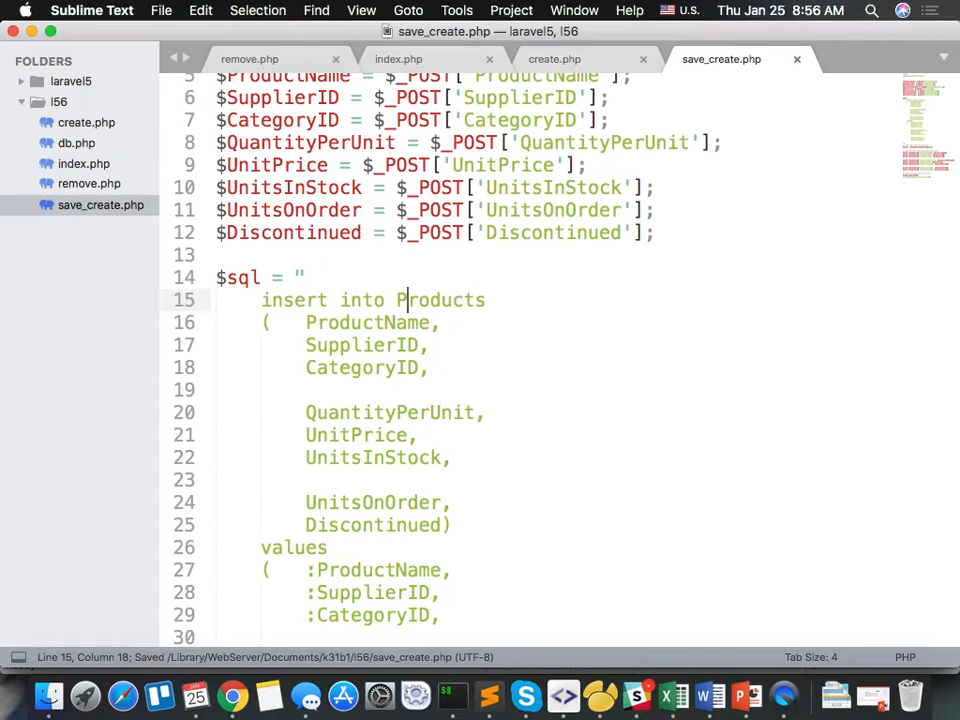 Sublime Text File Edit Selection Find View Goto Tools Project Window Help U.S. Thu Jan 25 8:56 AM
save_create.php — laravel5, l56
FOLDERS
laravel5
l56
create.php
db.php
index.php
remove.php
save_create.php
remove.php index.php create.php save_create.php
5 $ProductName = $_POST['ProductName'];
6 $SupplierID = $_POST['SupplierID'];
7 $CategoryID = $_POST['CategoryID'];
8 $QuantityPerUnit = $_POST['QuantityPerUnit'];
9 $UnitPrice = $_POST['UnitPrice'];
10 $UnitsInStock = $_POST['UnitsInStock'];
11 $UnitsOnOrder = $_POST['UnitsOnOrder'];
12 $Discontinued = $_POST['Discontinued'];
13
14 $sql = "
15 insert into Products
16 ( ProductName,
17 SupplierID,
18 CategoryID,
19
20 QuantityPerUnit,
21 UnitPrice,
22 UnitsInStock,
23
24 UnitsOnOrder,
25 Discontinued)
26 values
27 ( :ProductName,
28 :SupplierID,
29 :CategoryID,
30
Line 15, Column 18; Saved /Library/WebServer/Documents/k31b1/l56/save_create.php (UTF-8) Tab Size: 4 PHP
JAN
25